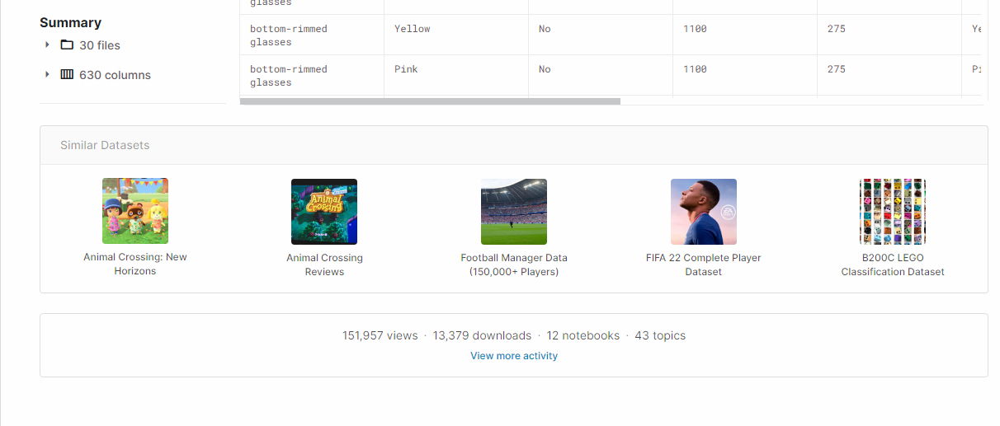 glasses
Summary
30 files
630 columns
bottom-rimmed glasses Yellow No 1100 275
bottom-rimmed glasses Pink No 1100 275
Similar Datasets
Animal Crossing: New Horizons
Animal Crossing Reviews
Football Manager Data (150,000+ Players)
FIFA 22 Complete Player Dataset
B200C LEGO Classification Dataset
Animal Crossing
EA
151,957 views · 13,379 downloads · 12 notebooks · 43 topics
View more activity